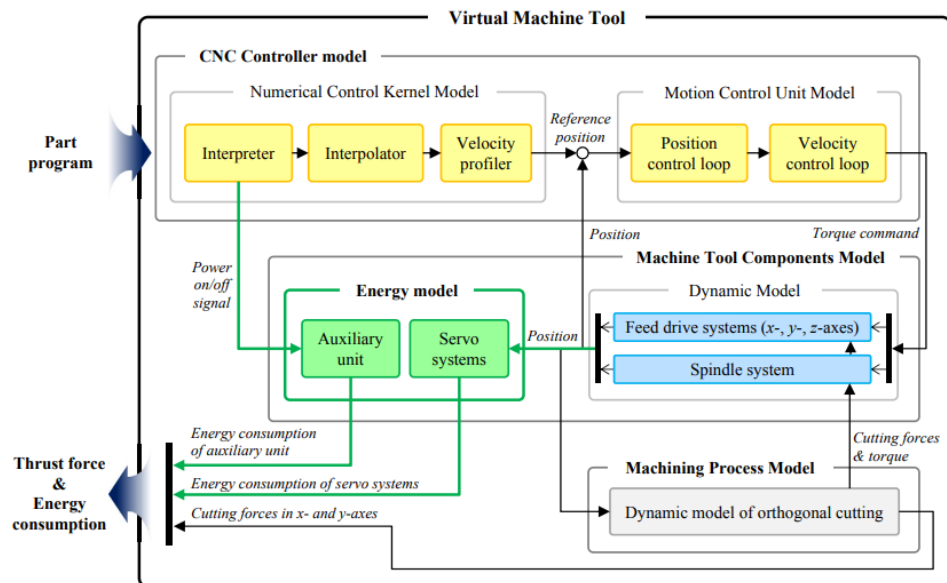 Virtual Machine Tool
CNC Controller model
Numerical Control Kernel Model
Motion Control Unit Model
Part
program
Interpreter
Interpolator
Velocity
profiler
Reference
position
Position
control loop
Velocity
control loop
Power
on/off
signal
Position
Torque command
Machine Tool Components Model
Energy model
Dynamic Model
Auxiliary
unit
Servo
systems
Position
Feed drive systems (x-, y-, z-axes)
Spindle system
Energy consumption
of auxiliary unit
Cutting forces
& torque
Thrust force
&
Energy
consumption
Energy consumption of servo systems
Cutting forces in x- and y-axes
Machining Process Model
Dynamic model of orthogonal cutting